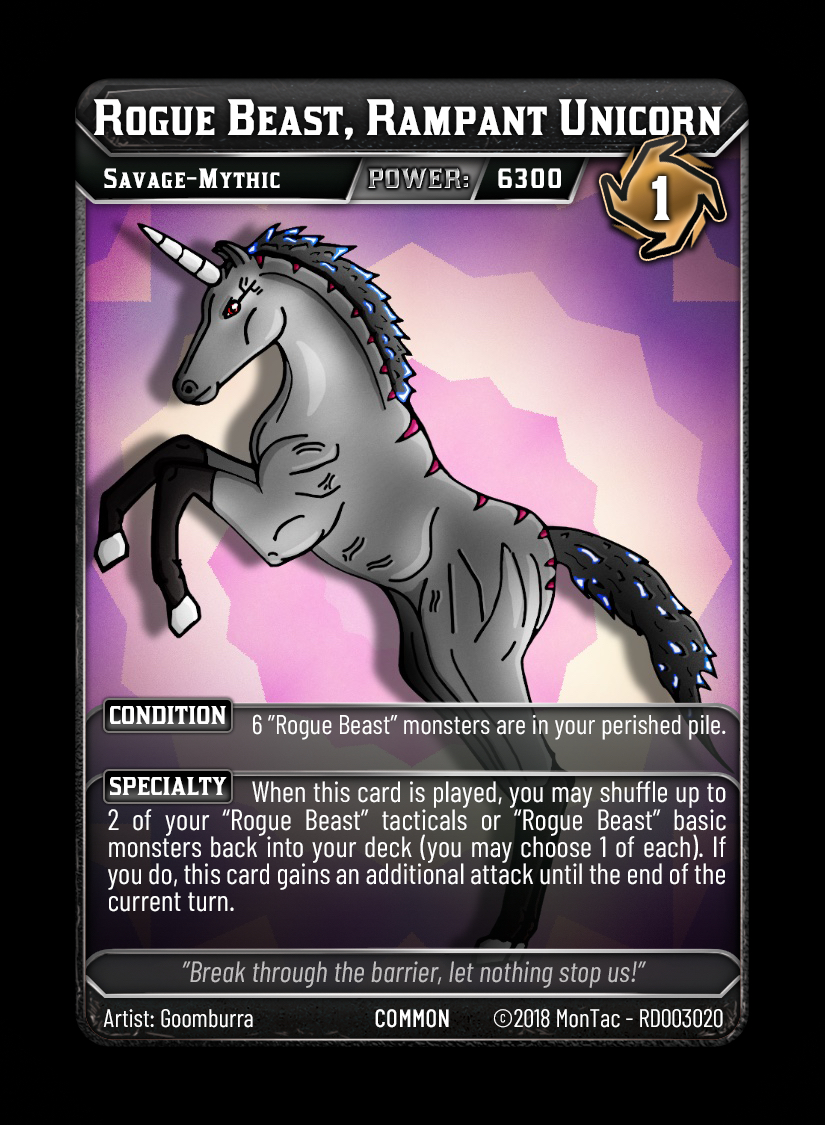 Rogue Beast, Rampant Unicorn
Savage-Mythic POWER: 6300
1
CONDITION 6 "Rogue Beast" monsters are in your perished pile.
SPECIALTY When this card is played, you may shuffle up to
2 of your “Rogue Beast” tacticals or “Rogue Beast” basic
monsters back into your deck (you may choose 1 of each). If
you do, this card gains an additional attack until the end of the
current turn.
"Break through the barrier, let nothing stop us!"
Artist: Goomburra COMMON ©2018 MonTac - RD003020